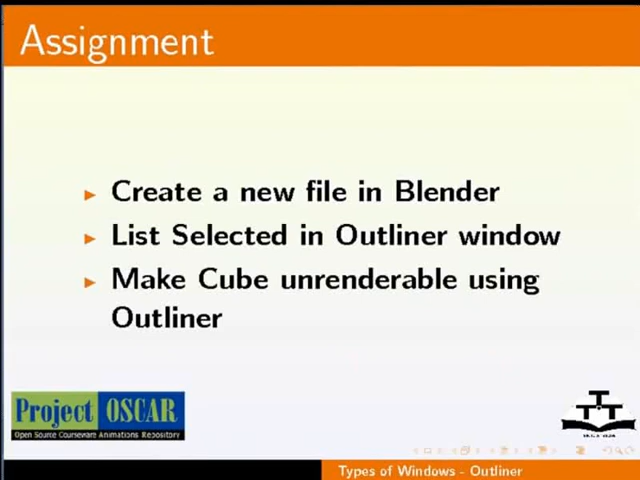 Assignment
Create a new file in Blender
List Selected in Outliner window
Make Cube unrenderable using
Outliner
Project OSCAR
Open Source Courseware Animations Repository
Types of Windows - Outliner